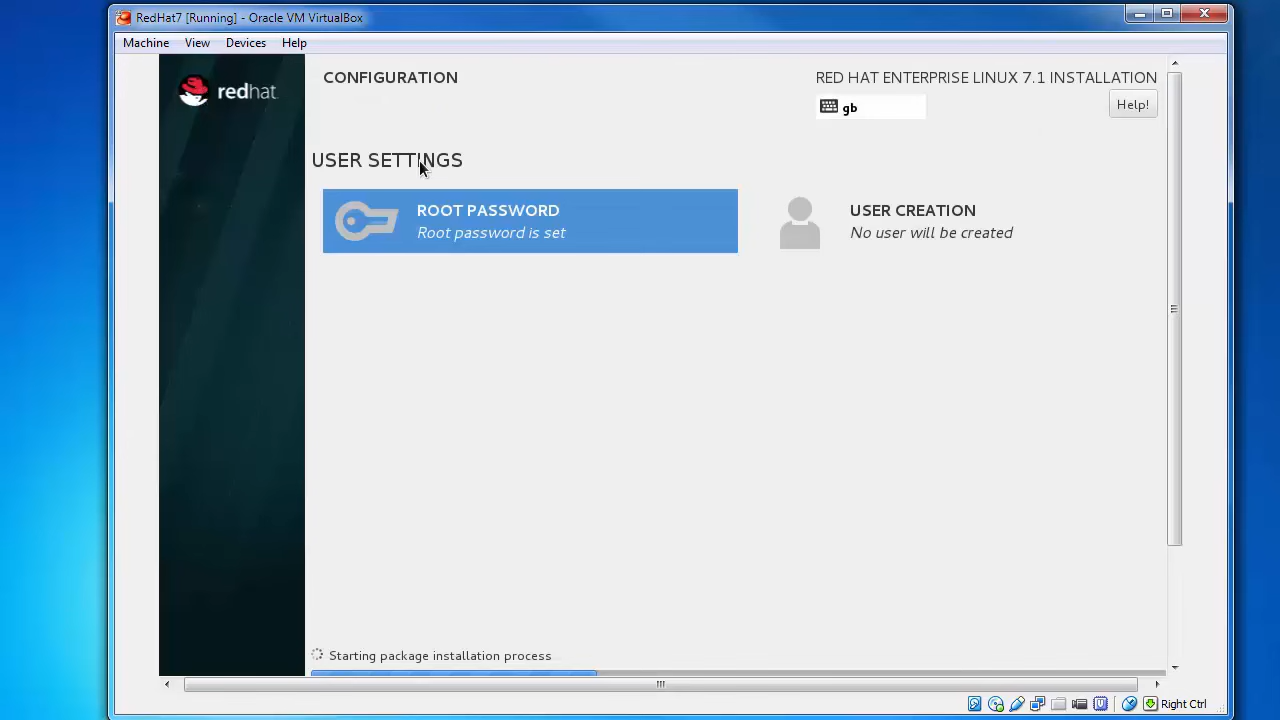 RedHat7 [Running] - Oracle VM VirtualBox
Machine View Devices Help
redhat.
CONFIGURATION
RED HAT ENTERPRISE LINUX 7.1 INSTALLATION
gb
Help!
USER SETTINGS
ROOT PASSWORD
Root password is set
USER CREATION
No user will be created
Starting package installation process
Right Ctrl